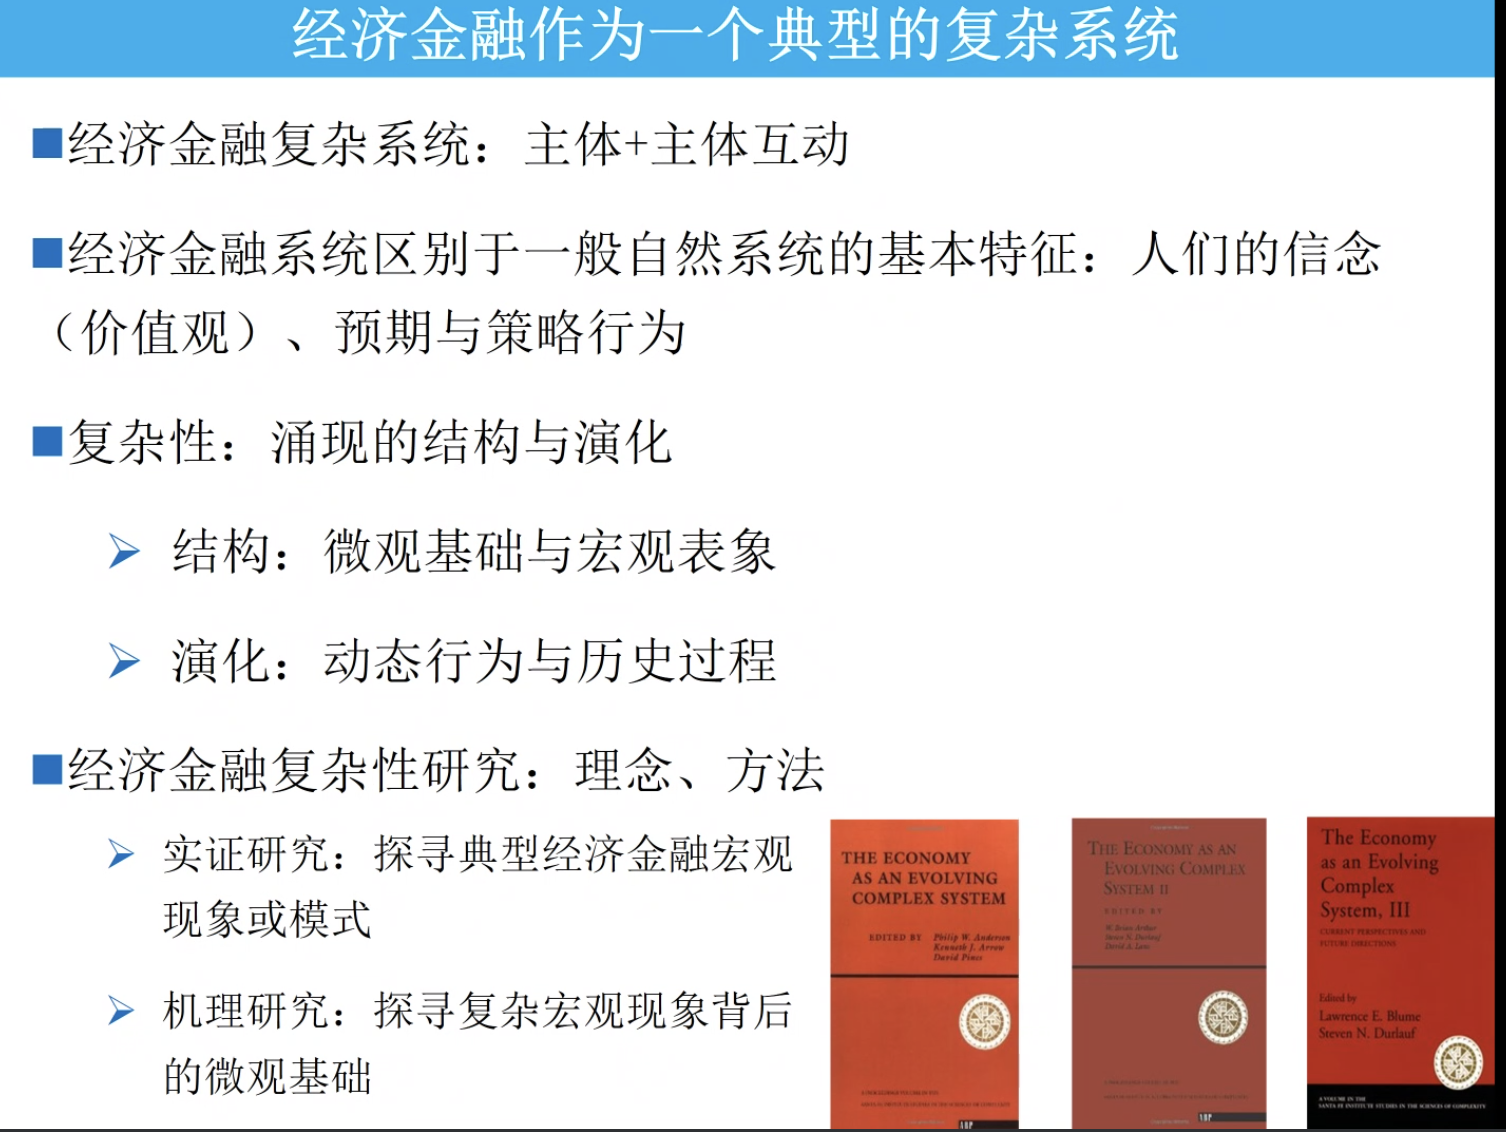 经济金融作为一个典型的复杂系统
■经济金融复杂系统：主体+主体互动
■经济金融系统区别于一般自然系统的基本特征：人们的信念
（价值观）、预期与策略行为
■复杂性：涌现的结构与演化
➢ 结构：微观基础与宏观表象
➢ 演化：动态行为与历史过程
■经济金融复杂性研究：理念、方法
➢ 实证研究：探寻典型经济金融宏观
现象或模式
➢ 机理研究：探寻复杂宏观现象背后
的微观基础
THE ECONOMY
AS AN EVOLVING
COMPLEX SYSTEM
EDITED BY Philip W. Anderson
Kenneth J. Arrow
David Pines
THE ECONOMY AS AN
EVOLVING COMPLEX
SYSTEM II
EDITED BY
W. Brian Arthur
Steven N. Durlauf
David A. Lane
The Economy
as an Evolving
Complex
System, III
CURRENT PERSPECTIVES AND
FUTURE DIRECTIONS
Edited by
Lawrence E. Blume
Steven N. Durlauf
A VOLUME IN THE
SANTA FE INSTITUTE STUDIES IN THE SCIENCES OF COMPLEXITY